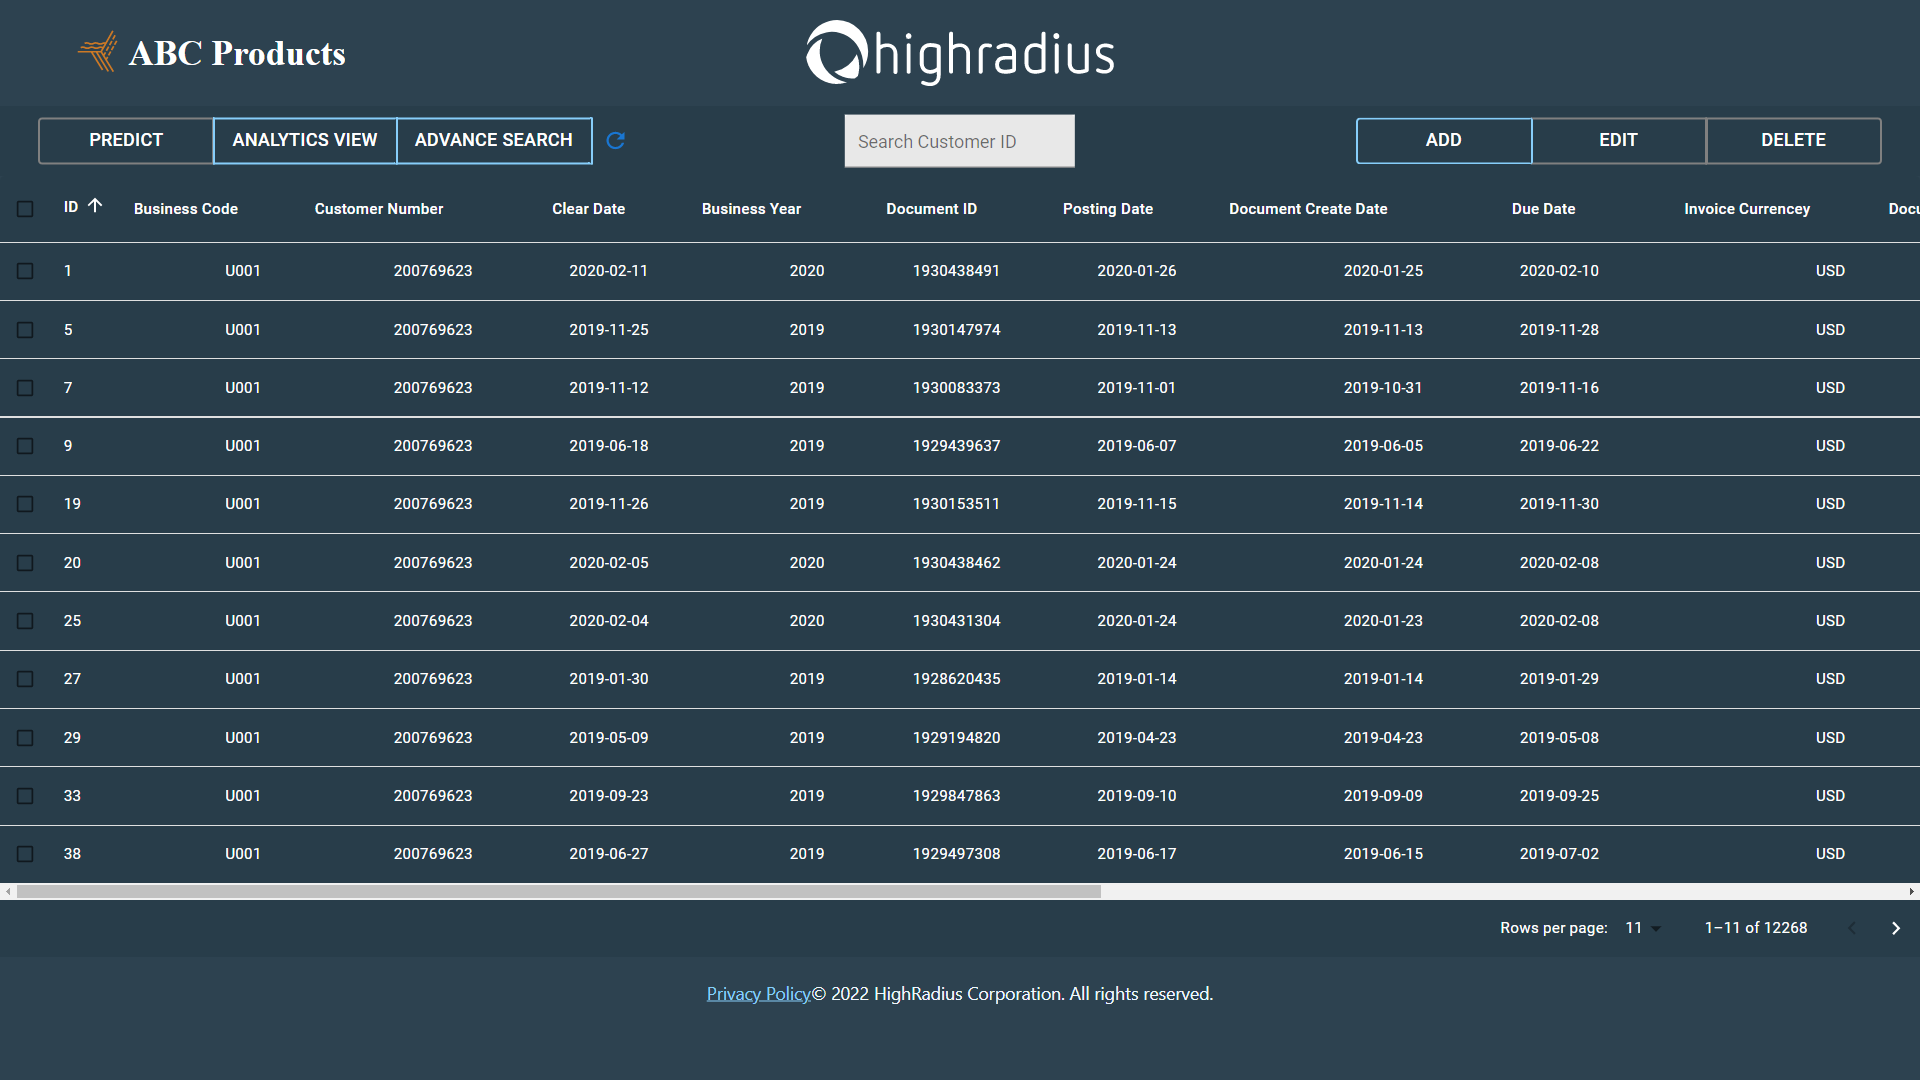 ABC Products
highradius
PREDICT ANALYTICS VIEW ADVANCE SEARCH Search Customer ID ADD EDIT DELETE
ID Business Code Customer Number Clear Date Business Year Document ID Posting Date Document Create Date Due Date Invoice Currencey Docu
1 U001 200769623 2020-02-11 2020 1930438491 2020-01-26 2020-01-25 2020-02-10 USD
5 U001 200769623 2019-11-25 2019 1930147974 2019-11-13 2019-11-13 2019-11-28 USD
7 U001 200769623 2019-11-12 2019 1930083373 2019-11-01 2019-10-31 2019-11-16 USD
9 U001 200769623 2019-06-18 2019 1929439637 2019-06-07 2019-06-05 2019-06-22 USD
19 U001 200769623 2019-11-26 2019 1930153511 2019-11-15 2019-11-14 2019-11-30 USD
20 U001 200769623 2020-02-05 2020 1930438462 2020-01-24 2020-01-24 2020-02-08 USD
25 U001 200769623 2020-02-04 2020 1930431304 2020-01-24 2020-01-23 2020-02-08 USD
27 U001 200769623 2019-01-30 2019 1928620435 2019-01-14 2019-01-14 2019-01-29 USD
29 U001 200769623 2019-05-09 2019 1929194820 2019-04-23 2019-04-23 2019-05-08 USD
33 U001 200769623 2019-09-23 2019 1929847863 2019-09-10 2019-09-09 2019-09-25 USD
38 U001 200769623 2019-06-27 2019 1929497308 2019-06-17 2019-06-15 2019-07-02 USD
Rows per page: 11 1–11 of 12268
Privacy Policy© 2022 HighRadius Corporation. All rights reserved.